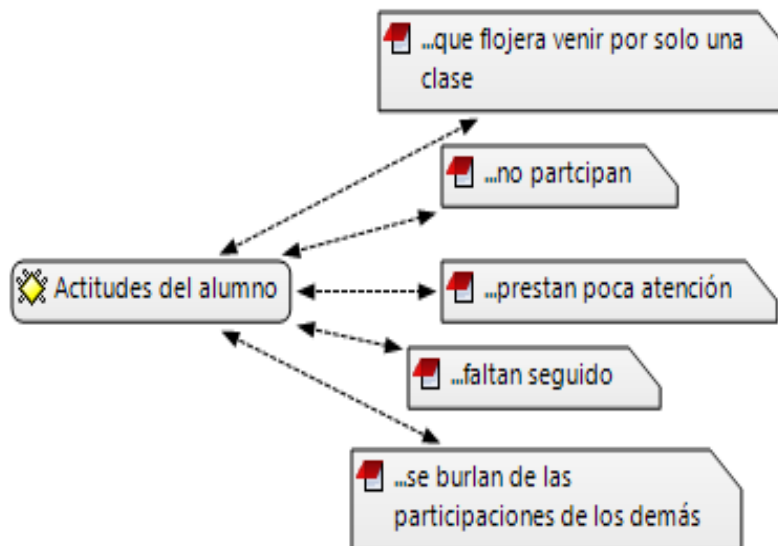 ...que flojera venir por solo una
clase
...no partcipan
Actitudes del alumno
...prestan poca atención
...faltan seguido
...se burlan de las
participaciones de los demás